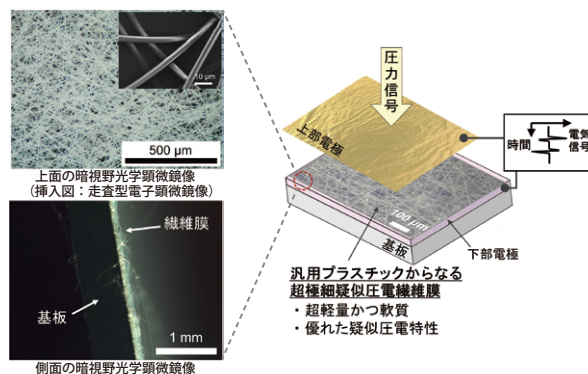 10 μm
500 μm
上面の暗視野光学顕微鏡像
(挿入図：走査型電子顕微鏡像)
繊維膜
基板
1 mm
側面の暗視野光学顕微鏡像
圧力信号
上部電極
時間
電気
信号
100 μm
基板
下部電極
汎用プラスチックからなる
超極細疑似圧電繊維膜
・超軽量かつ軟質
・優れた疑似圧電特性